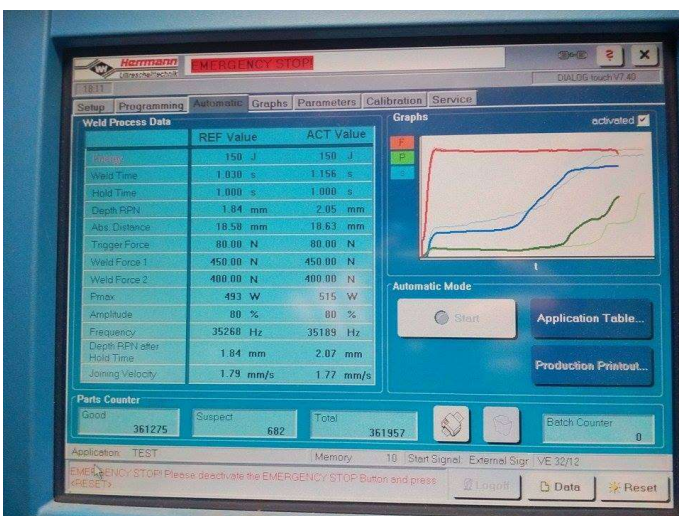 Herrmann
Ultraschalltechnik
EMERGENCY STOP!
DIALOG touch V7.40
18:11
Setup Programming Automatic Graphs Parameters Calibration Service
Weld Process Data
REF Value ACT Value
Energy 150 J 150 J
Weld Time 1.030 s 1.156 s
Hold Time 1.000 s 1.000 s
Depth RPN 1.84 mm 2.05 mm
Abs. Distance 18.58 mm 18.63 mm
Trigger Force 80.00 N 80.00 N
Weld Force 1 450.00 N 450.00 N
Weld Force 2 400.00 N 400.00 N
Pmax 493 W 515 W
Amplitude 80 % 80 %
Frequency 35268 Hz 35189 Hz
Depth RPN after
Hold Time 1.84 mm 2.07 mm
Joining Velocity 1.79 mm/s 1.77 mm/s
Graphs activated
F
P
t
Automatic Mode
Start
Application Table...
Production Printout...
Parts Counter
Good 361275
Suspect 682
Total 361957
Batch Counter 0
Application: TEST Memory 10 Start Signal: External Sigr VE 32/12
EMERGENCY STOP! Please deactivate the EMERGENCY STOP Button and press
<RESET>
Logoff Data Reset